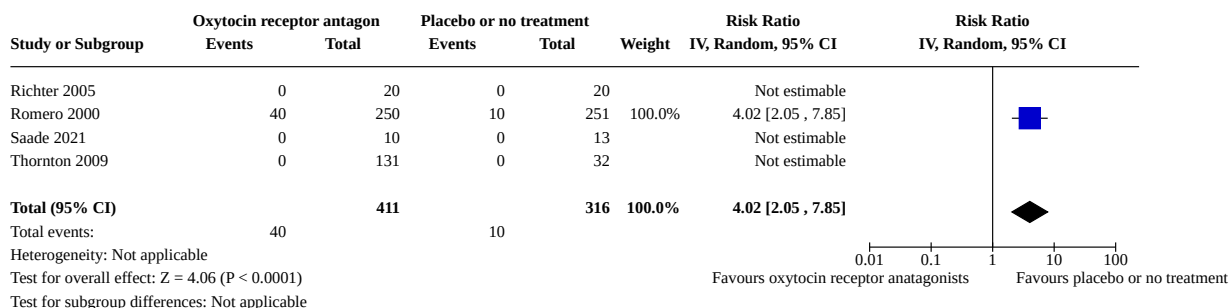 Oxytocin receptor antagon Placebo or no treatment Risk Ratio Risk Ratio
Study or Subgroup Events Total Events Total Weight IV, Random, 95% CI IV, Random, 95% CI
Richter 2005 0 20 0 20 Not estimable
Romero 2000 40 250 10 251 100.0% 4.02 [2.05 , 7.85]
Saade 2021 0 10 0 13 Not estimable
Thornton 2009 0 131 0 32 Not estimable
Total (95% CI) 411 316 100.0% 4.02 [2.05 , 7.85]
Total events: 40 10
Heterogeneity: Not applicable 0.01 0.1 1 10 100
Test for overall effect: Z = 4.06 (P < 0.0001) Favours oxytocin receptor anatagonists Favours placebo or no treatment
Test for subgroup differences: Not applicable